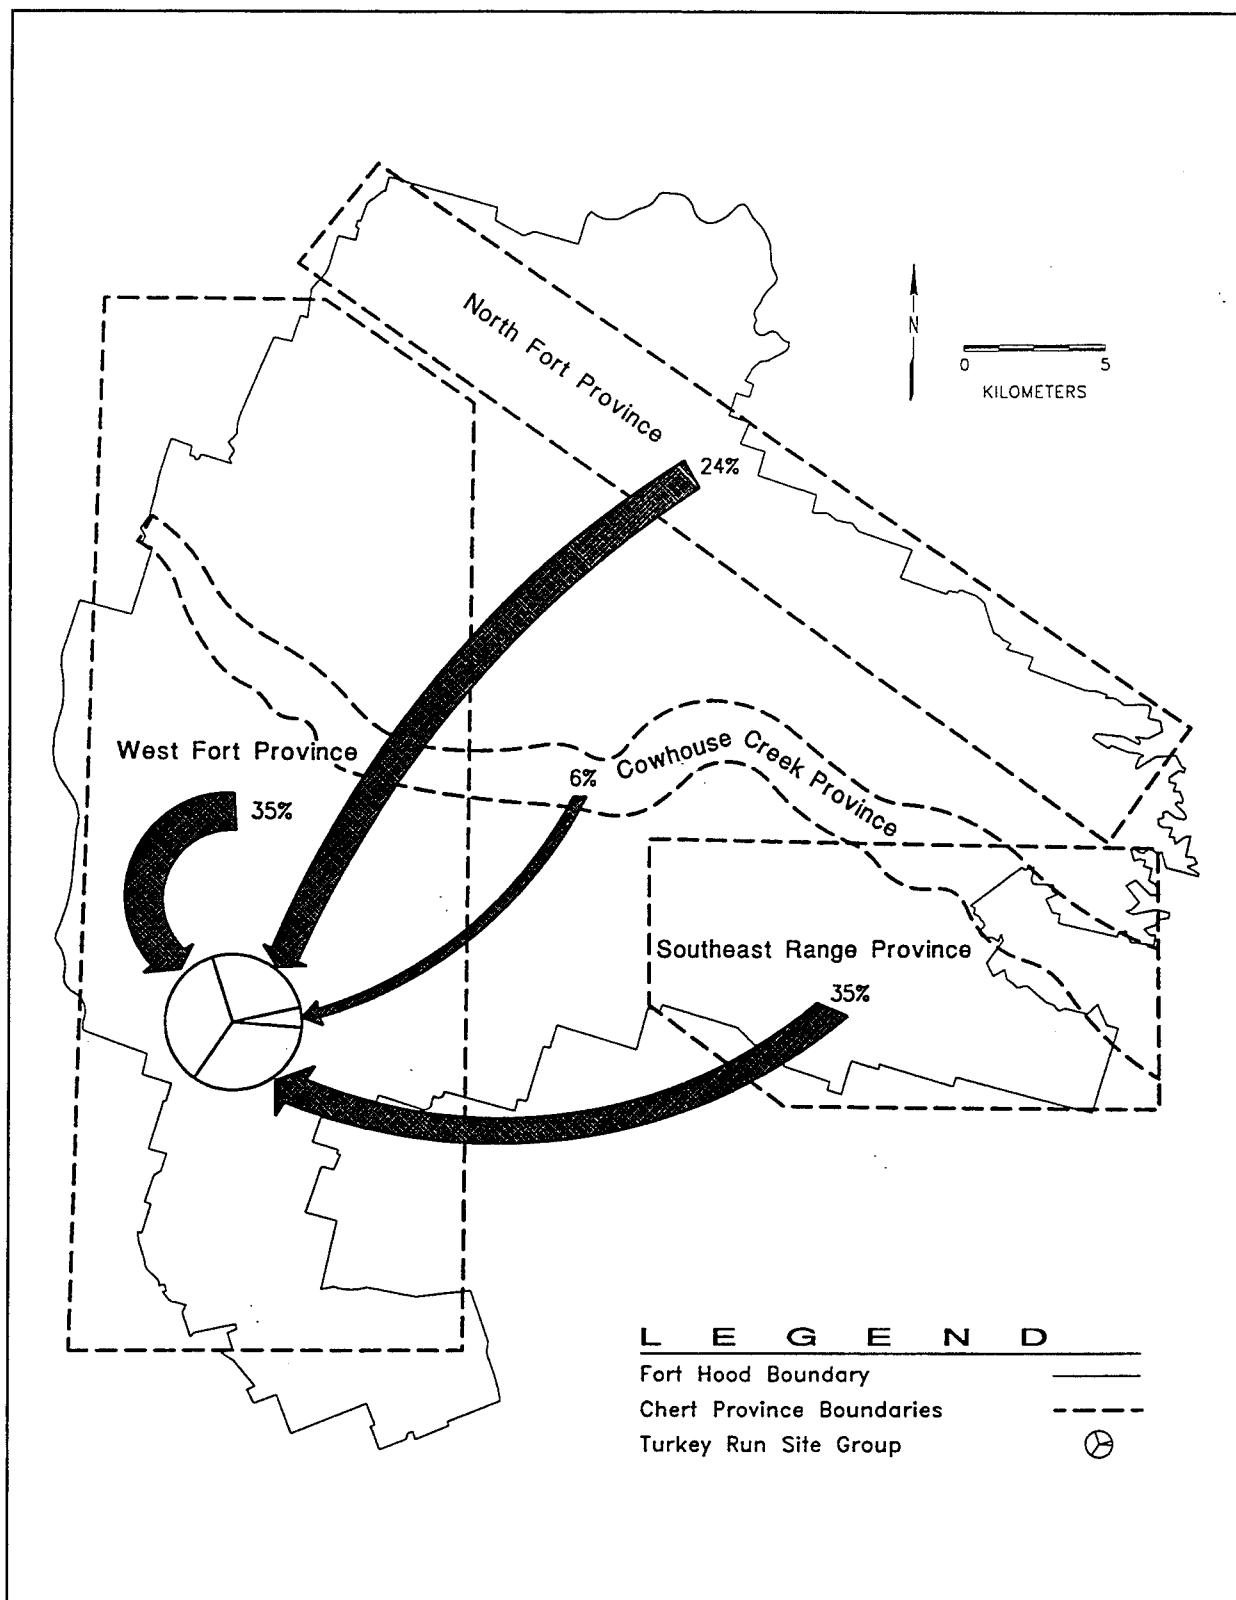 North Fort Province
N
0 5
KILOMETERS
24%
West Fort Province
Cowhouse Creek Province
6%
35%
Southeast Range Province
35%
LEGEND
Fort Hood Boundary
Chert Province Boundaries
Turkey Run Site Group